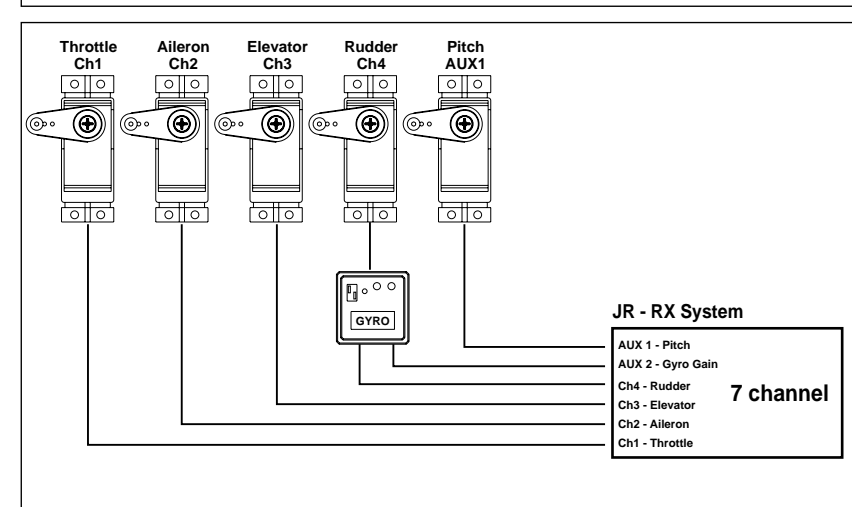 Throttle
Ch1
Aileron
Ch2
Elevator
Ch3
Rudder
Ch4
Pitch
AUX1
GYRO
JR - RX System
AUX 1 - Pitch
AUX 2 - Gyro Gain
Ch4 - Rudder
Ch3 - Elevator
Ch2 - Aileron
Ch1 - Throttle
7 channel